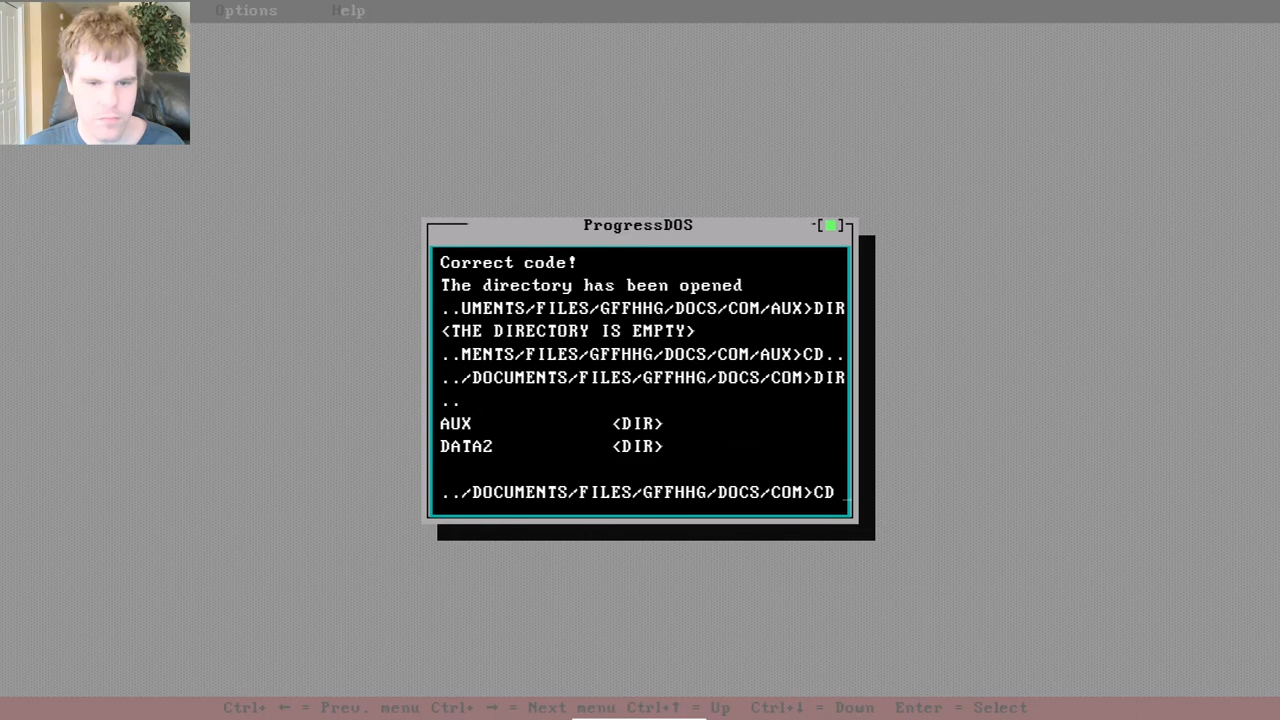 Options Help
ProgressDOS
Correct code!
The directory has been opened
..UMENTS/FILES/GFFHHG/DOCS/COM/AUX>DIR
<THE DIRECTORY IS EMPTY>
..MENTS/FILES/GFFHHG/DOCS/COM/AUX>CD..
../DOCUMENTS/FILES/GFFHHG/DOCS/COM>DIR
..
AUX <DIR>
DATA2 <DIR>
../DOCUMENTS/FILES/GFFHHG/DOCS/COM>CD _
Ctrl+ ← = Prev. menu Ctrl+ → = Next menu Ctrl+↑ = Up Ctrl+↓ = Down Enter = Select